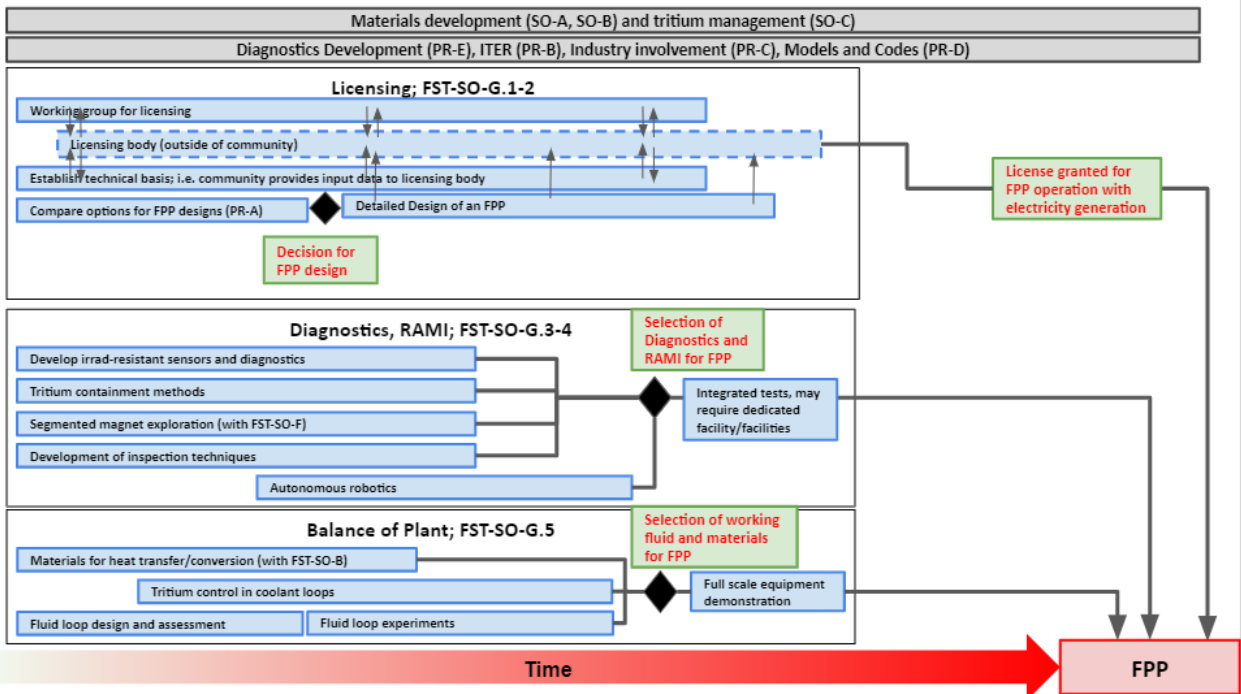 Materials development (SO-A, SO-B) and tritium management (SO-C)
Diagnostics Development (PR-E), ITER (PR-B), Industry involvement (PR-C), Models and Codes (PR-D)
Licensing; FST-SO-G.1-2
Working group for licensing
Licensing body (outside of community)
Establish technical basis; i.e. community provides input data to licensing body
Compare options for FPP designs (PR-A)
Detailed Design of an FPP
Decision for
FPP design
License granted for
FPP operation with
electricity generation
Diagnostics, RAMI; FST-SO-G.3-4
Selection of
Diagnostics and
RAMI for FPP
Develop irrad-resistant sensors and diagnostics
Tritium containment methods
Segmented magnet exploration (with FST-SO-F)
Development of inspection techniques
Autonomous robotics
Integrated tests, may
require dedicated
facility/facilities
Balance of Plant; FST-SO-G.5
Selection of working
fluid and materials
for FPP
Materials for heat transfer/conversion (with FST-SO-B)
Tritium control in coolant loops
Fluid loop design and assessment
Fluid loop experiments
Full scale equipment
demonstration
Time
FPP